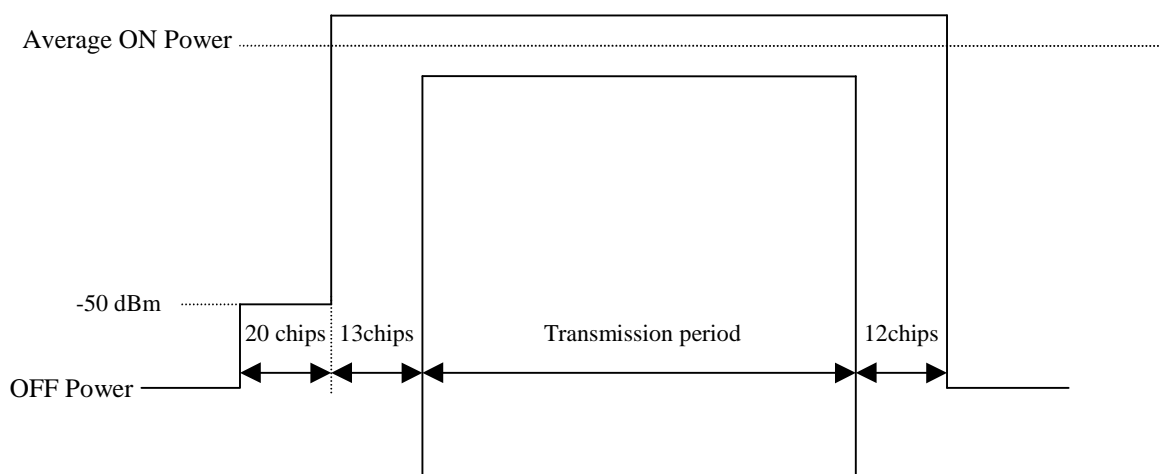 Average ON Power
-50 dBm
20 chips 13chips Transmission period 12chips
OFF Power